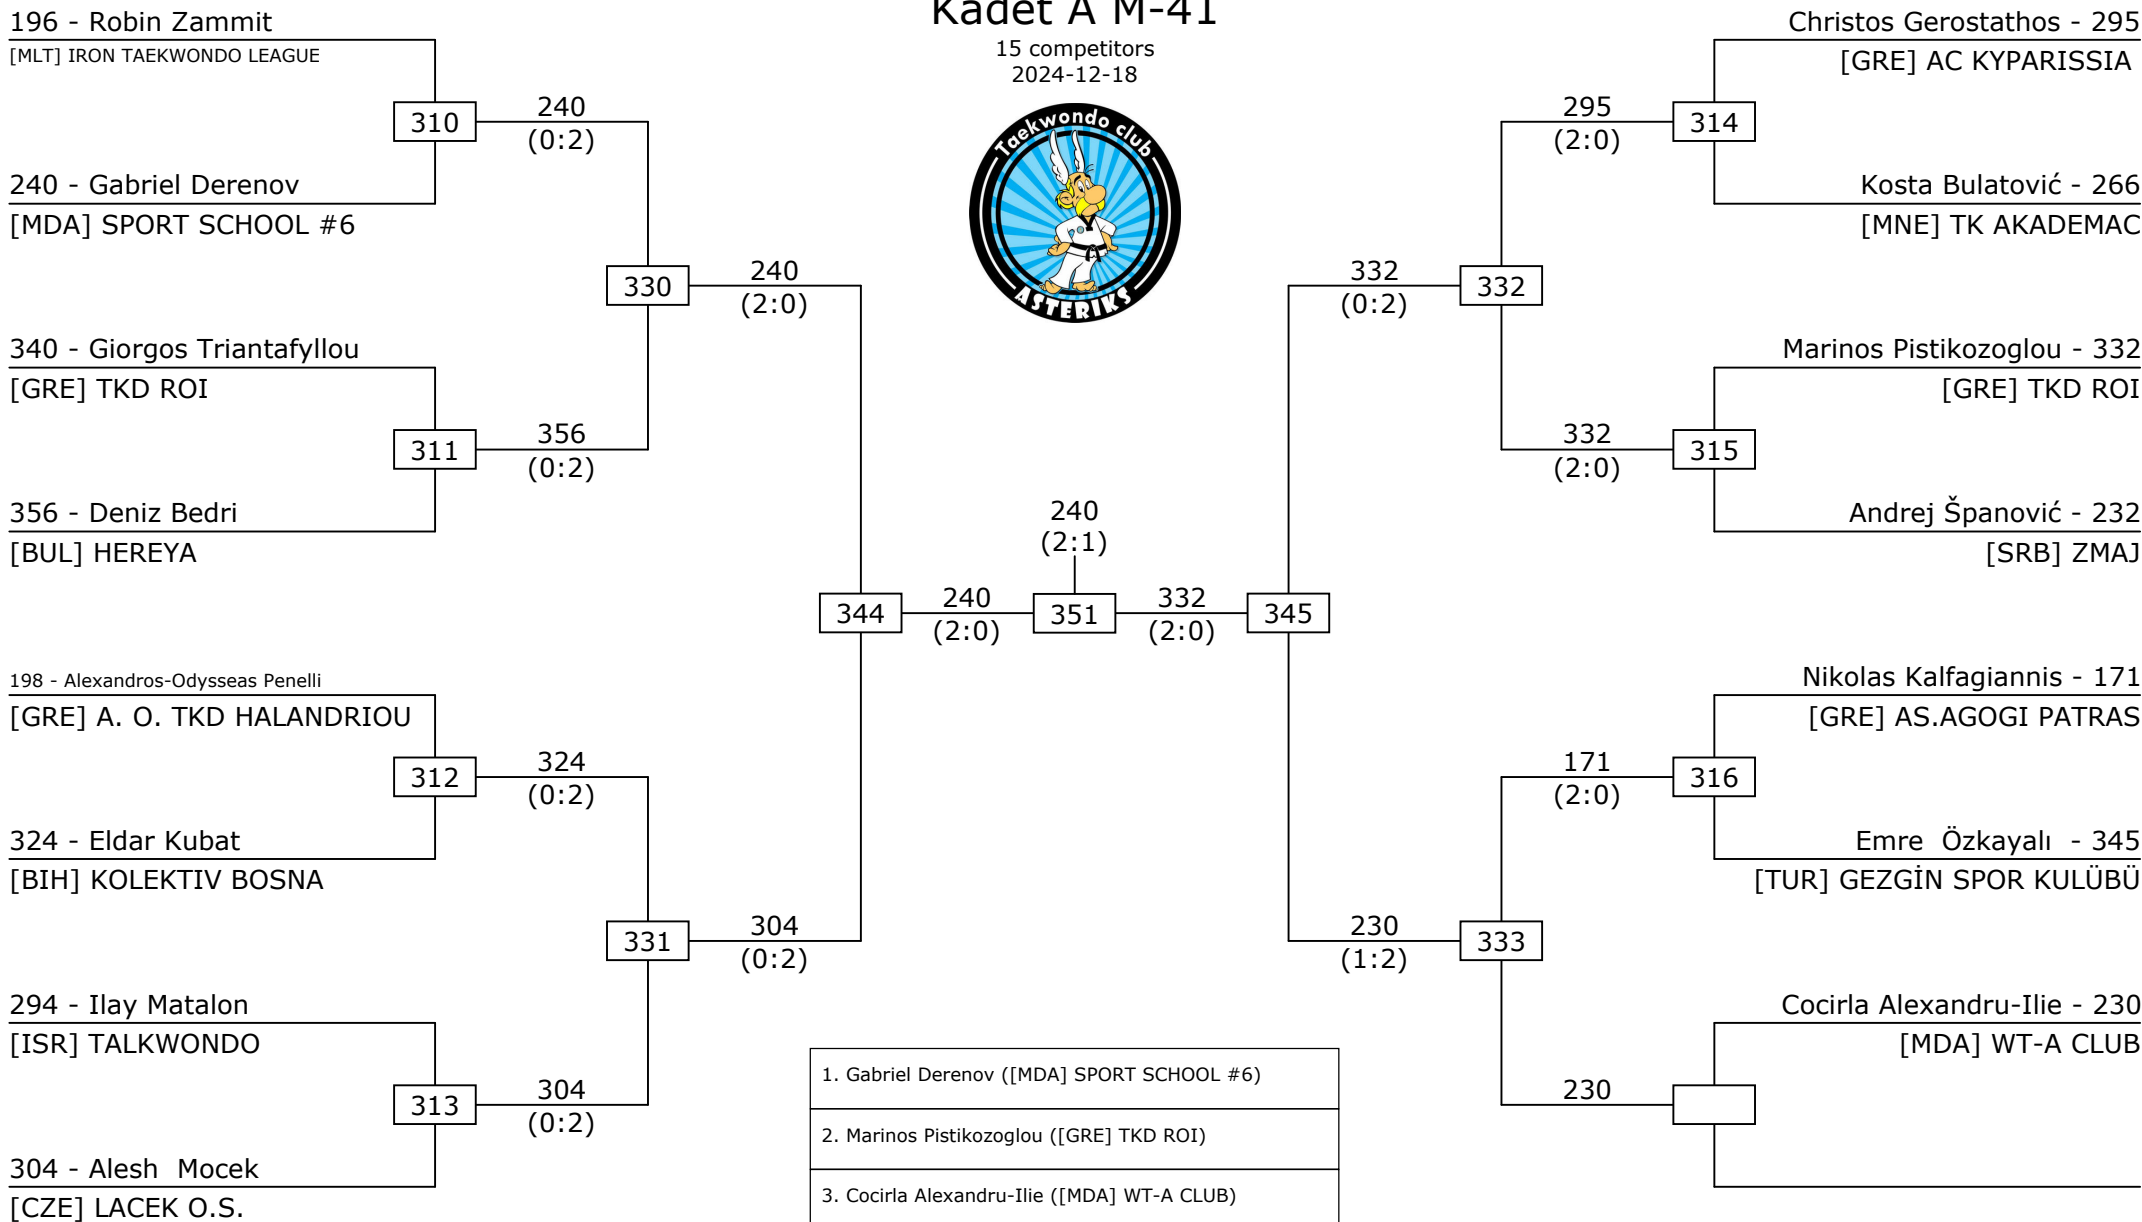 Kadet A M-41
15 competitors
2024-12-18
Taekwondo club
ASTERIKS
196 - Robin Zammit
[MLT] IRON TAEKWONDO LEAGUE
310
240
(0:2)
240 - Gabriel Derenov
[MDA] SPORT SCHOOL #6
330
240
(2:0)
340 - Giorgos Triantafyllou
[GRE] TKD ROI
311
356
(0:2)
356 - Deniz Bedri
[BUL] HEREYA
344
240
(2:0)
198 - Alexandros-Odysseas Penelli
[GRE] A. O. TKD HALANDRIOU
312
324
(0:2)
324 - Eldar Kubat
[BIH] KOLEKTIV BOSNA
331
304
(0:2)
294 - Ilay Matalon
[ISR] TALKWONDO
313
304
(0:2)
304 - Alesh  Mocek
[CZE] LACEK O.S.
240
(2:1)
351
Christos Gerostathos - 295
[GRE] AC KYPARISSIA
295
(2:0)
314
Kosta Bulatović - 266
[MNE] TK AKADEMAC
332
(0:2)
332
Marinos Pistikozoglou - 332
[GRE] TKD ROI
332
(2:0)
315
Andrej Španović - 232
[SRB] ZMAJ
332
(2:0)
345
Nikolas Kalfagiannis - 171
[GRE] AS.AGOGI PATRAS
171
(2:0)
316
Emre  Özkayalı  - 345
[TUR] GEZGİN SPOR KULÜBÜ
230
(1:2)
333
Cocirla Alexandru-Ilie - 230
[MDA] WT-A CLUB
230
1. Gabriel Derenov ([MDA] SPORT SCHOOL #6)
2. Marinos Pistikozoglou ([GRE] TKD ROI)
3. Cocirla Alexandru-Ilie ([MDA] WT-A CLUB)